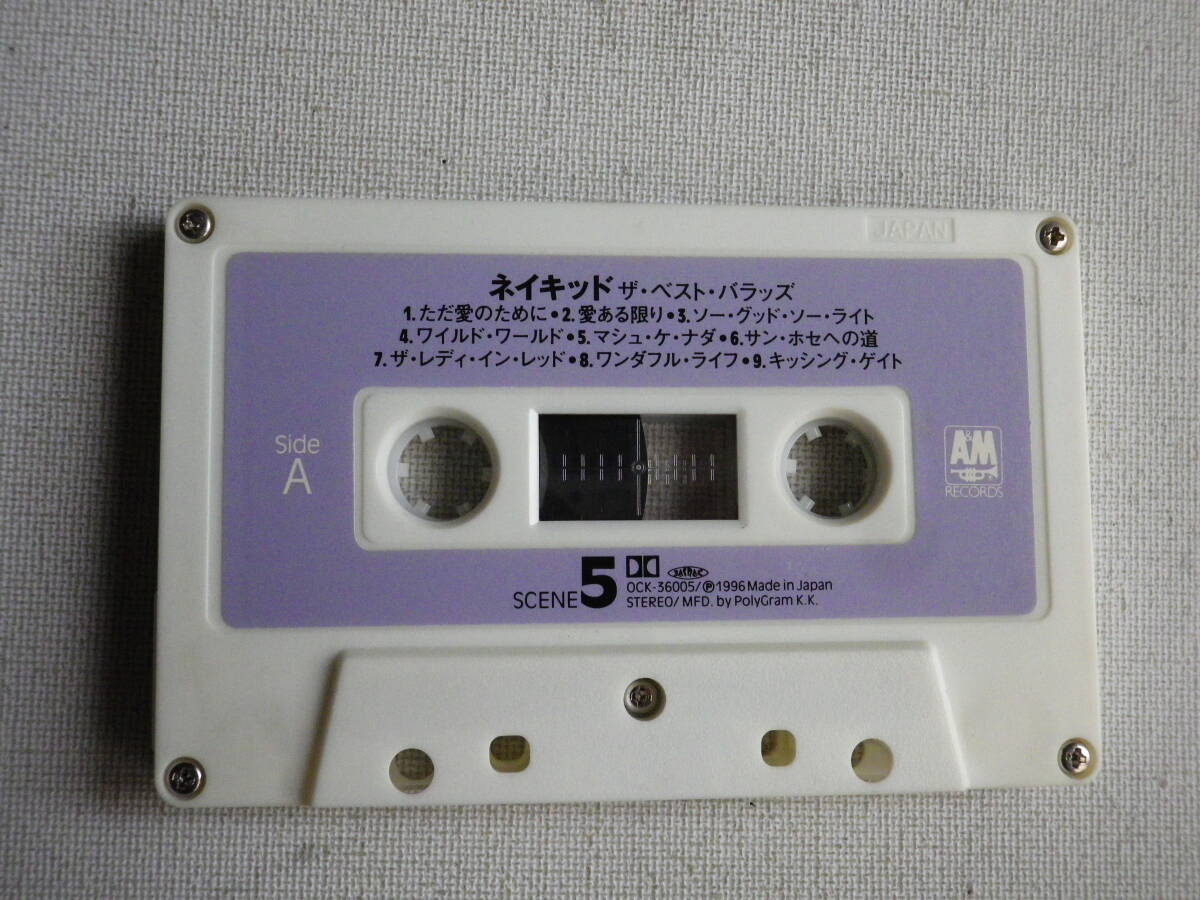 JAPAN
ネイキッド ザ・ベスト・バラッズ
1.ただ愛のために•2.愛ある限り•3.ソー・グッド・ソー・ライト
4.ワイルド・ワールド•5.マシュ・ケ・ナダ•6.サン・ホセへの道
7.ザ・レディ・イン・レッド•8.ワンダフル・ライフ•9.キッシング・ゲイト
Side
A
A&M
RECORDS
SCENE 5
OCK-36005/Ⓟ1996 Made in Japan
STEREO/MFD. by PolyGram K.K.